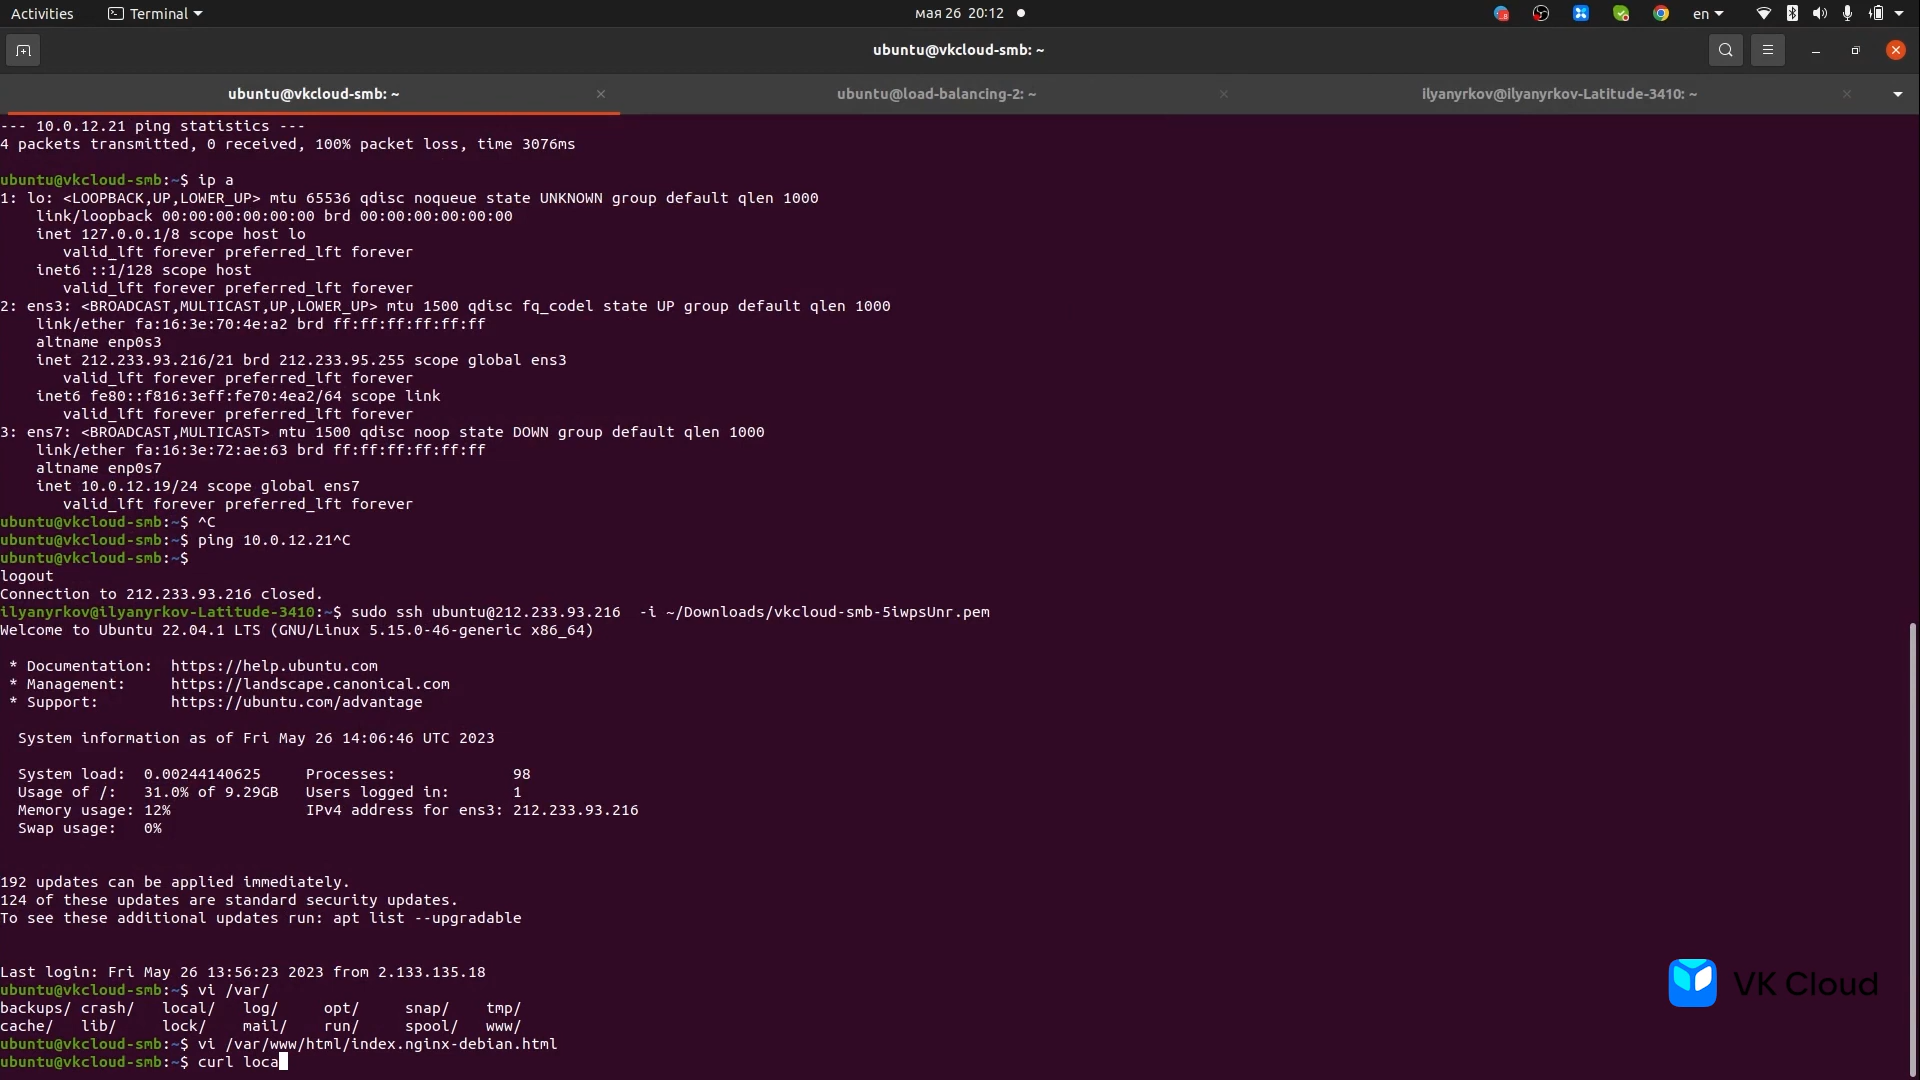 Activities Terminal мая 26 20:12 en
ubuntu@vkcloud-smb: ~
ubuntu@vkcloud-smb: ~ ubuntu@load-balancing-2: ~ ilyanyrkov@ilyanyrkov-Latitude-3410: ~
--- 10.0.12.21 ping statistics ---
4 packets transmitted, 0 received, 100% packet loss, time 3076ms
ubuntu@vkcloud-smb:~$ ip a
1: lo: <LOOPBACK,UP,LOWER_UP> mtu 65536 qdisc noqueue state UNKNOWN group default qlen 1000
    link/loopback 00:00:00:00:00:00 brd 00:00:00:00:00:00
    inet 127.0.0.1/8 scope host lo
       valid_lft forever preferred_lft forever
    inet6 ::1/128 scope host
       valid_lft forever preferred_lft forever
2: ens3: <BROADCAST,MULTICAST,UP,LOWER_UP> mtu 1500 qdisc fq_codel state UP group default qlen 1000
    link/ether fa:16:3e:70:4e:a2 brd ff:ff:ff:ff:ff:ff
    altname enp0s3
    inet 212.233.93.216/21 brd 212.233.95.255 scope global ens3
       valid_lft forever preferred_lft forever
    inet6 fe80::f816:3eff:fe70:4ea2/64 scope link
       valid_lft forever preferred_lft forever
3: ens7: <BROADCAST,MULTICAST> mtu 1500 qdisc noop state DOWN group default qlen 1000
    link/ether fa:16:3e:72:ae:63 brd ff:ff:ff:ff:ff:ff
    altname enp0s7
    inet 10.0.12.19/24 scope global ens7
       valid_lft forever preferred_lft forever
ubuntu@vkcloud-smb:~$ ^C
ubuntu@vkcloud-smb:~$ ping 10.0.12.21^C
ubuntu@vkcloud-smb:~$
logout
Connection to 212.233.93.216 closed.
ilyanyrkov@ilyanyrkov-Latitude-3410:~$ sudo ssh ubuntu@212.233.93.216  -i ~/Downloads/vkcloud-smb-5iwpsUnr.pem
Welcome to Ubuntu 22.04.1 LTS (GNU/Linux 5.15.0-46-generic x86_64)
 * Documentation:  https://help.ubuntu.com
 * Management:     https://landscape.canonical.com
 * Support:        https://ubuntu.com/advantage
  System information as of Fri May 26 14:06:46 UTC 2023
  System load:  0.00244140625     Processes:             98
  Usage of /:   31.0% of 9.29GB   Users logged in:       1
  Memory usage: 12%               IPv4 address for ens3: 212.233.93.216
  Swap usage:   0%
192 updates can be applied immediately.
124 of these updates are standard security updates.
To see these additional updates run: apt list --upgradable
Last login: Fri May 26 13:56:23 2023 from 2.133.135.18
ubuntu@vkcloud-smb:~$ vi /var/
backups/ crash/   local/   log/     opt/     snap/    tmp/
cache/   lib/     lock/    mail/    run/     spool/   www/
ubuntu@vkcloud-smb:~$ vi /var/www/html/index.nginx-debian.html
ubuntu@vkcloud-smb:~$ curl loca
VK Cloud